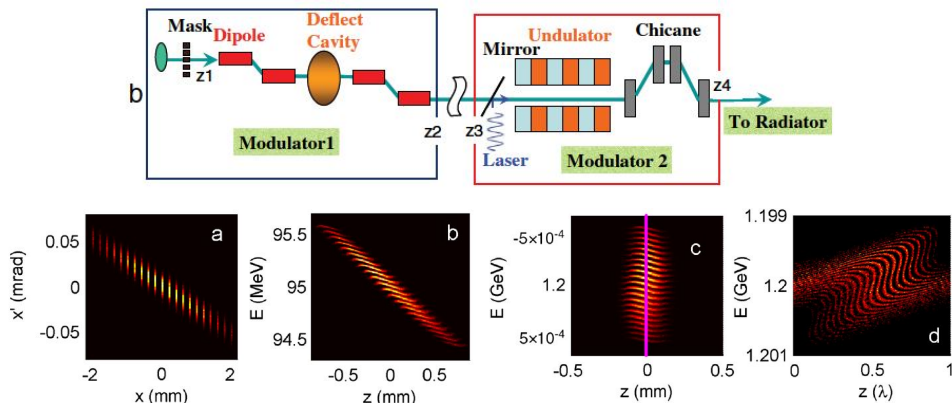 Mask
Dipole
Deflect
Cavity
z1
b
Modulator1
z2
z3
Mirror
Undulator
Chicane
z4
To Radiator
Laser
Modulator 2
a
x' (mrad)
0.05
0
-0.05
-2
0
2
x (mm)
b
E (MeV)
95.5
95
94.5
-0.5
0
0.5
z (mm)
c
E (GeV)
-5×10⁻⁴
1.2
5×10⁻⁴
-0.5
0
0.5
z (mm)
d
E (GeV)
1.199
1.2
1.201
0
0.5
1
z (λ)